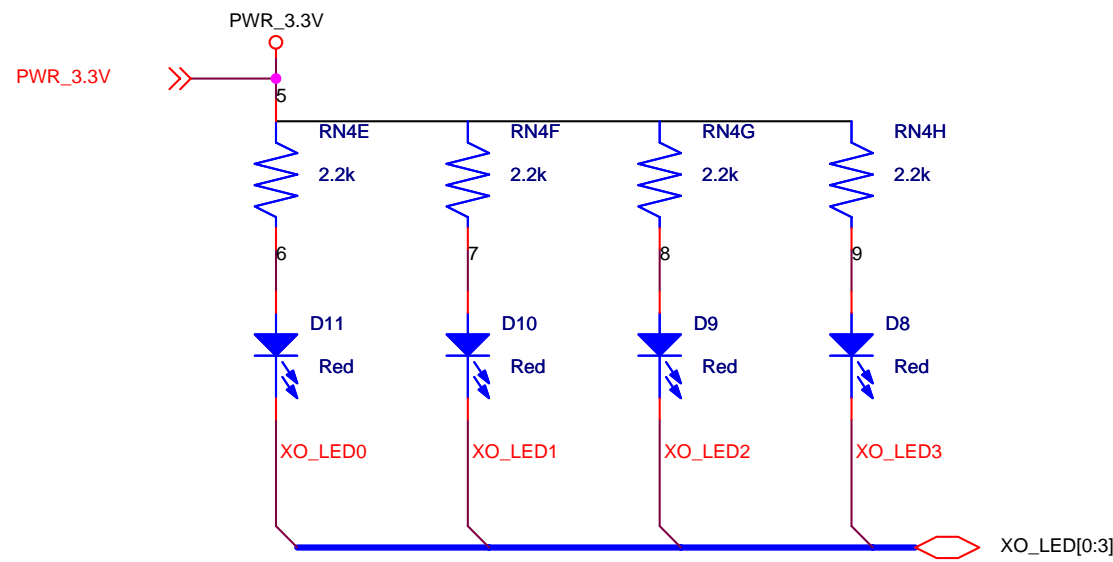 PWR_3.3V
PWR_3.3V
5
RN4E RN4F RN4G RN4H
2.2k 2.2k 2.2k 2.2k
6 7 8 9
D11 D10 D9 D8
Red Red Red Red
XO_LED0 XO_LED1 XO_LED2 XO_LED3
XO_LED[0:3]